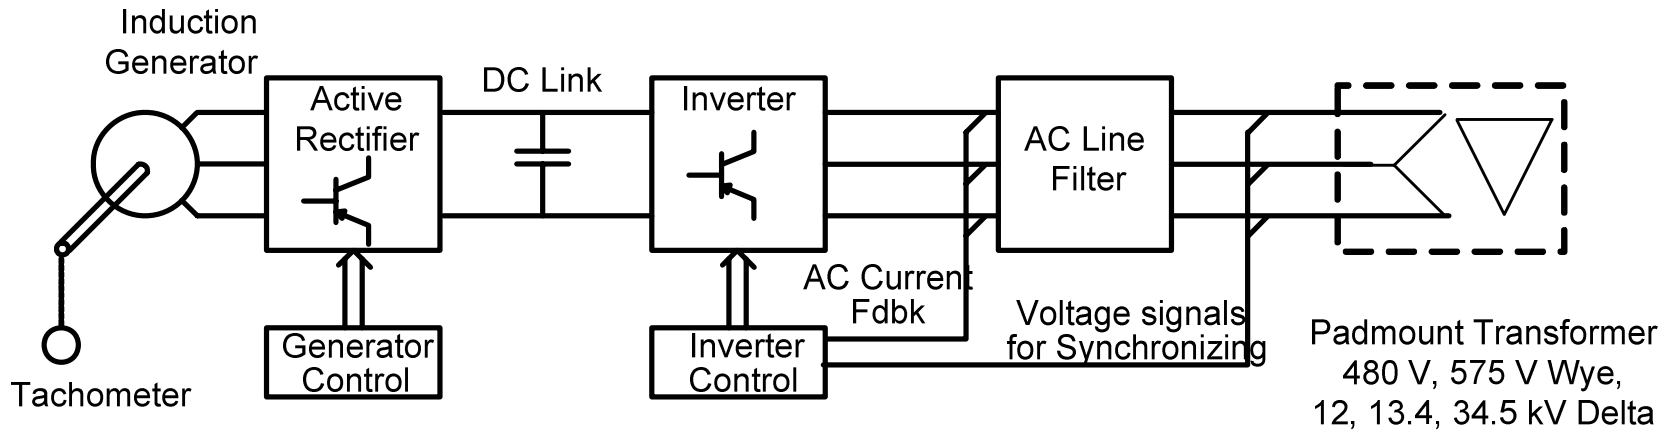 Induction
Generator
Active
Rectifier
DC Link
Inverter
AC Line
Filter
AC Current
Fdbk
Voltage signals
for Synchronizing
Generator
Control
Inverter
Control
Tachometer
Padmount Transformer
480 V, 575 V Wye,
12, 13.4, 34.5 kV Delta